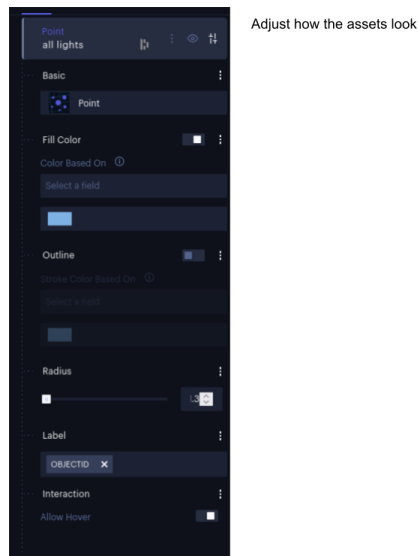 Adjust how the assets look
Point
all lights
Basic
Point
Fill Color
Color Based On
Select a field
Outline
Stroke Color Based On
Select a field
Radius
Label
OBJECTID
Interaction
Allow Hover